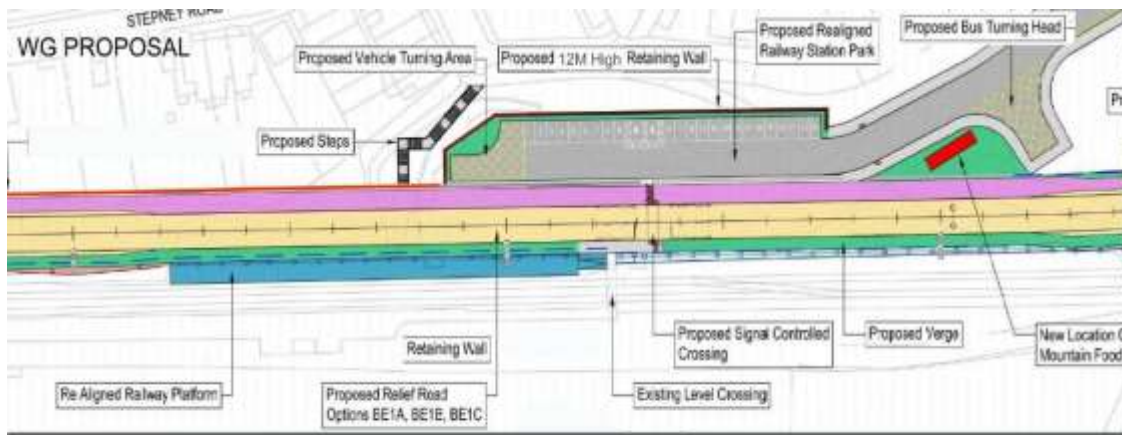 STEPNEY ROAD
WG PROPOSAL
Proposed Vehicle Turning Area
Proposed 12M High Retaining Wall
Proposed Realigned
Railway Station Park
Proposed Bus Turning Head
Proposed Steps
Retaining Wall
Proposed Signal Controlled
Crossing
Proposed Verge
New Location
Mountain Food
Re Aligned Railway Platform
Proposed Relief Road
Options BE1A, BE1E, BE1C
Existing Level Crossing